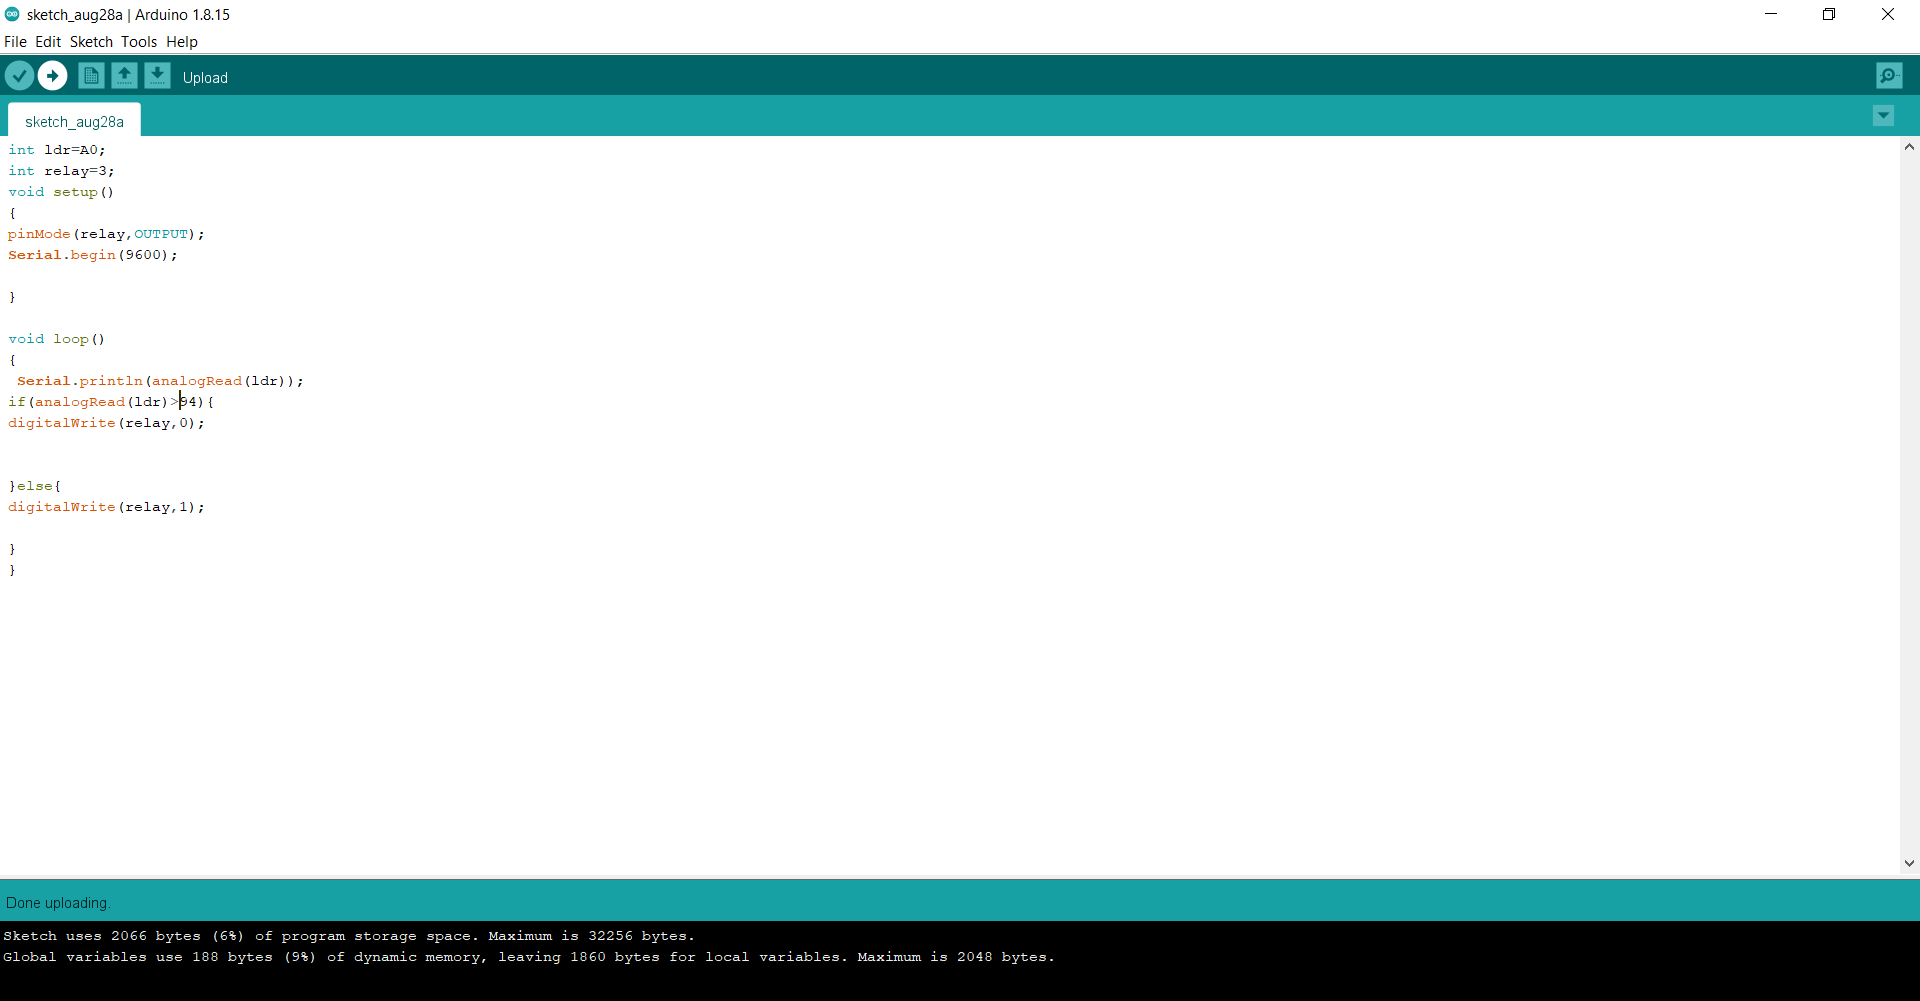 sketch_aug28a | Arduino 1.8.15
File Edit Sketch Tools Help
Upload
sketch_aug28a
int ldr=A0;
int relay=3;
void setup()
{
pinMode(relay,OUTPUT);
Serial.begin(9600);
}
void loop()
{
Serial.println(analogRead(ldr));
if(analogRead(ldr)>94){
digitalWrite(relay,0);
}else{
digitalWrite(relay,1);
}
}
Done uploading.
Sketch uses 2066 bytes (6%) of program storage space. Maximum is 32256 bytes.
Global variables use 188 bytes (9%) of dynamic memory, leaving 1860 bytes for local variables. Maximum is 2048 bytes.